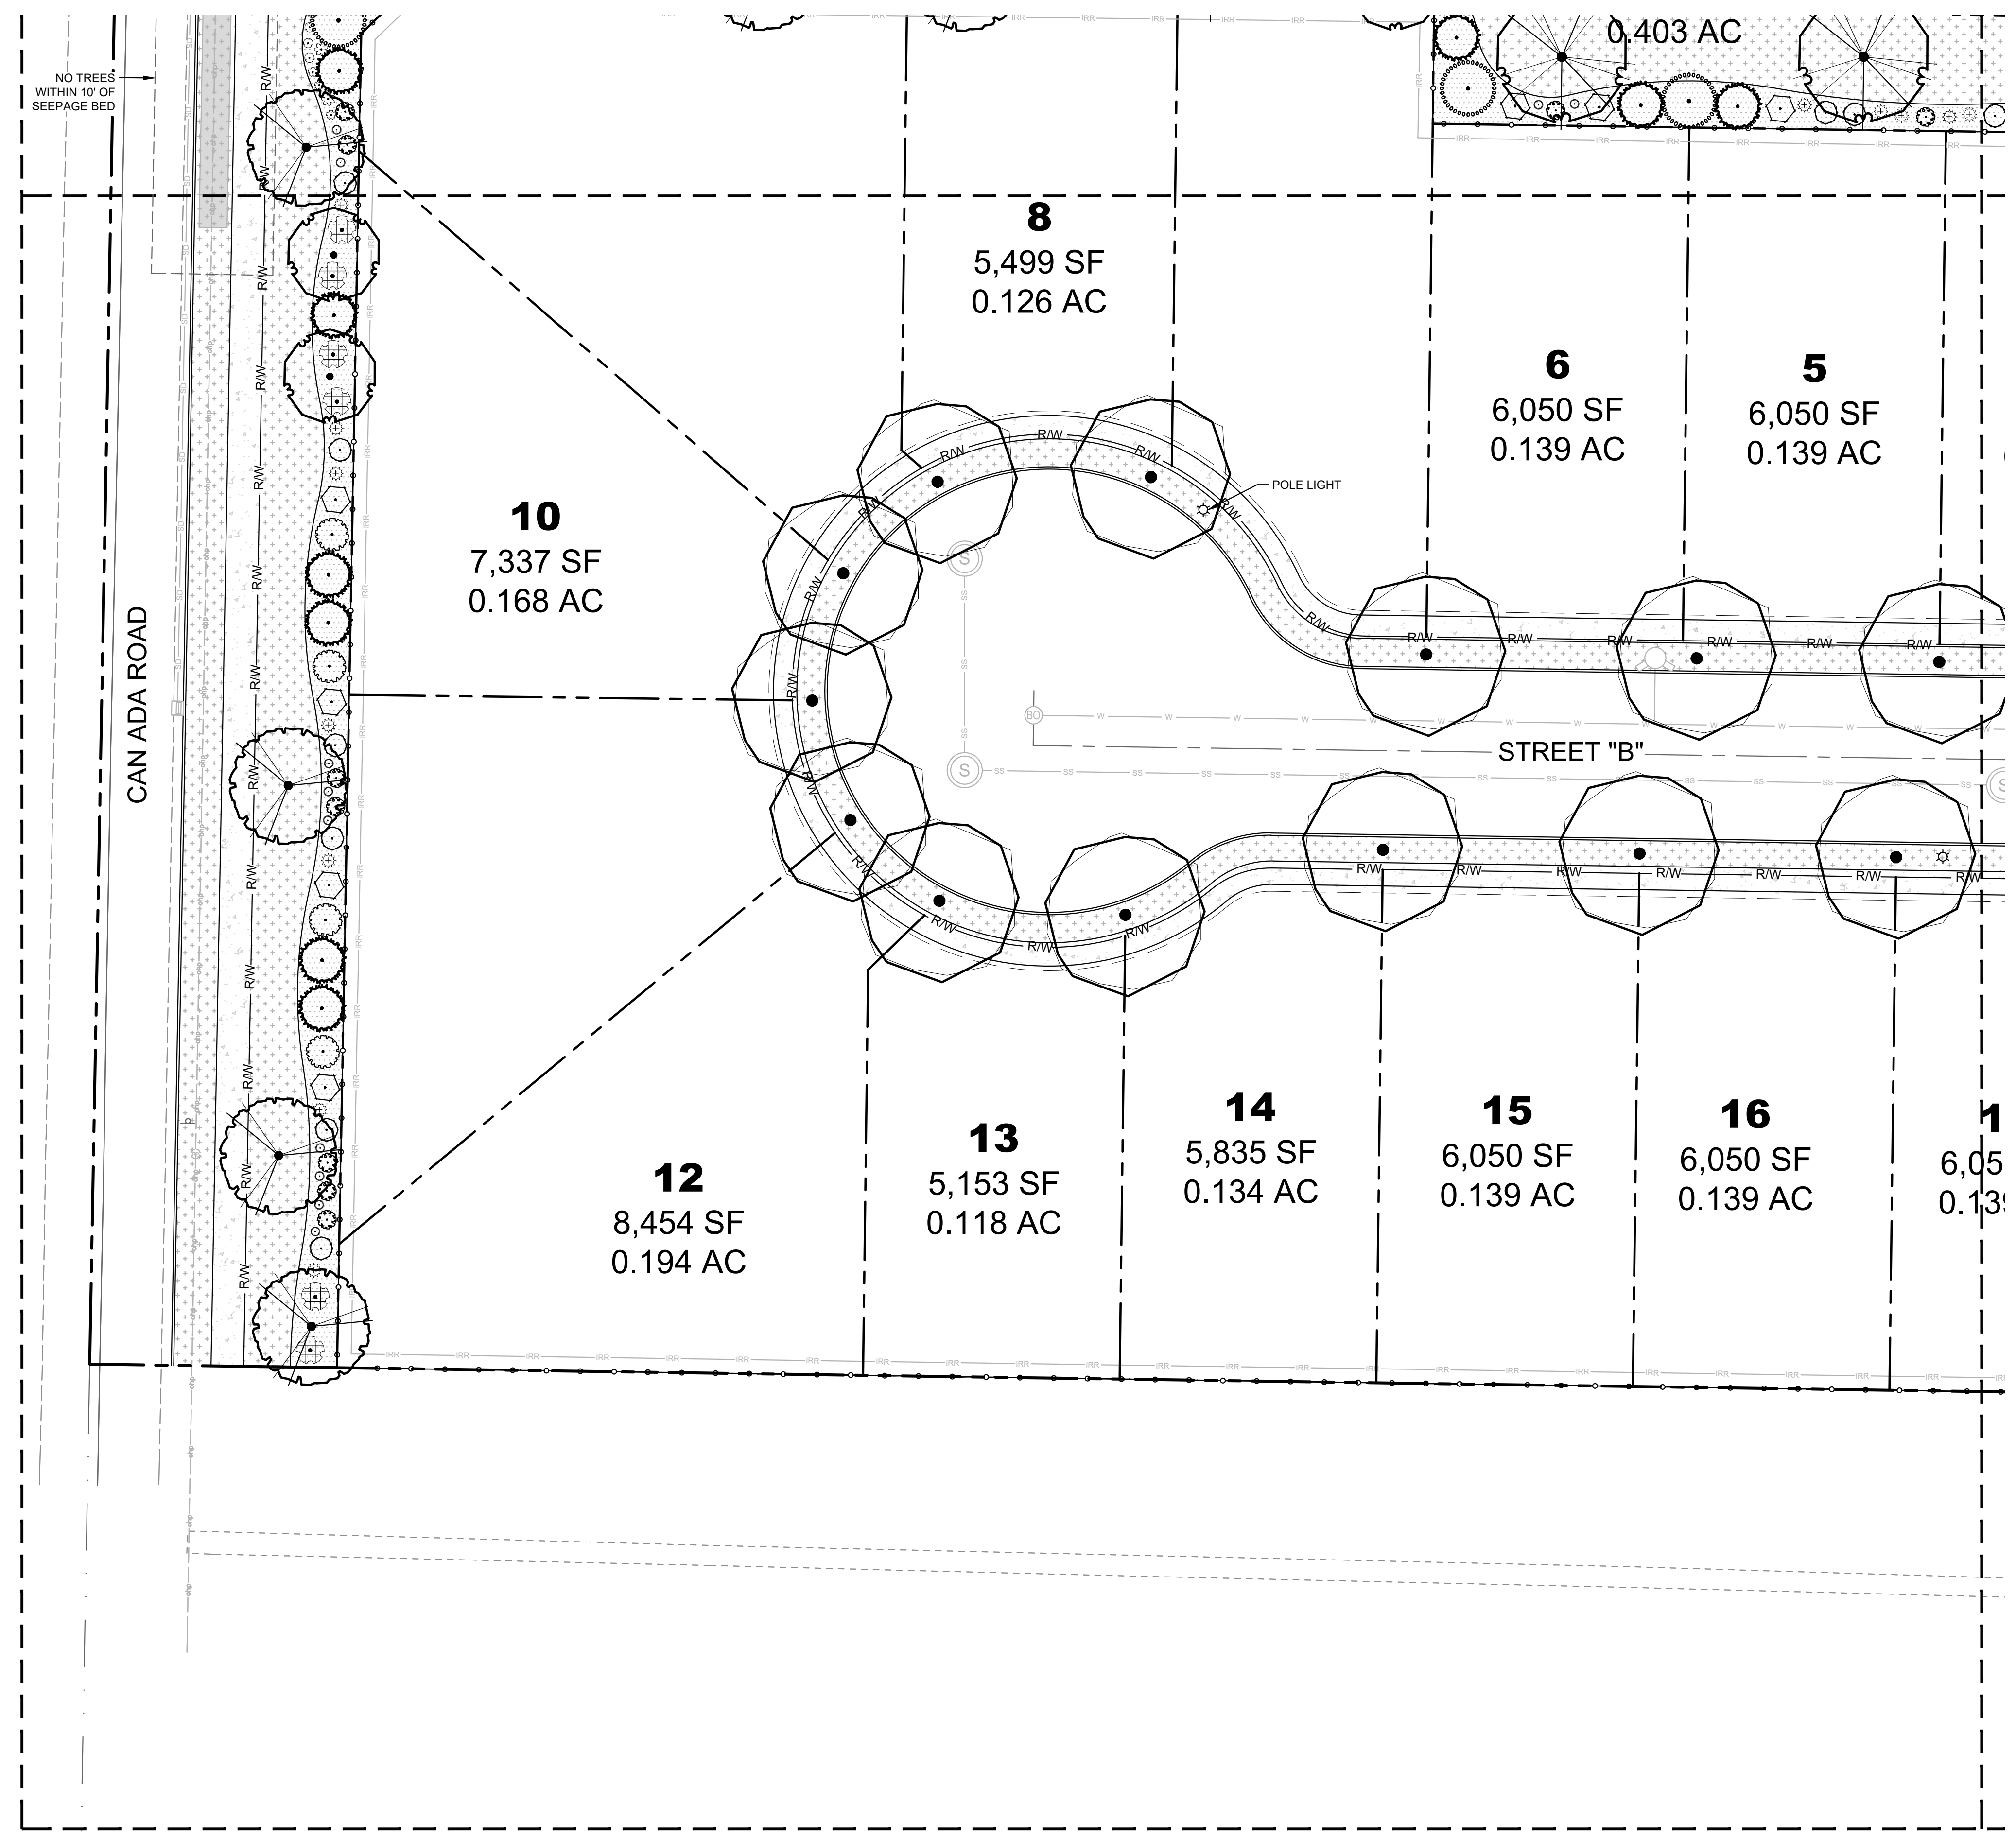 0.403 AC
NO TREES
WITHIN 10' OF
SEEPAGE BED
8
5,499 SF
0.126 AC
6
6,050 SF
0.139 AC
5
6,050 SF
0.139 AC
POLE LIGHT
10
7,337 SF
0.168 AC
CAN ADA ROAD
STREET "B"
BO
S
S
12
8,454 SF
0.194 AC
13
5,153 SF
0.118 AC
14
5,835 SF
0.134 AC
15
6,050 SF
0.139 AC
16
6,050 SF
0.139 AC
R/W
IRR
SS
W
SD
ohp